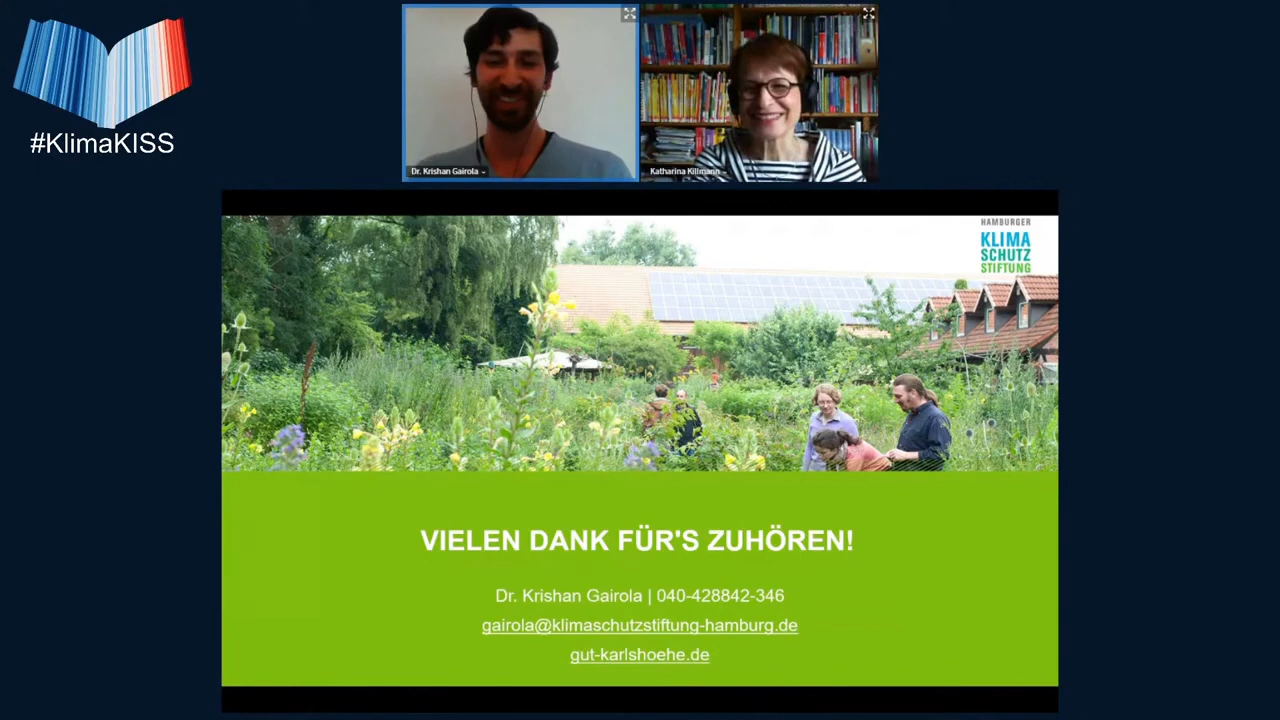 #KlimaKISS
Dr. Krishan Gairola
Katharina Killmann
HAMBURGER
KLIMA
SCHUTZ
STIFTUNG
VIELEN DANK FÜR'S ZUHÖREN!
Dr. Krishan Gairola | 040-428842-346
gairola@klimaschutzstiftung-hamburg.de
gut-karlshoehe.de